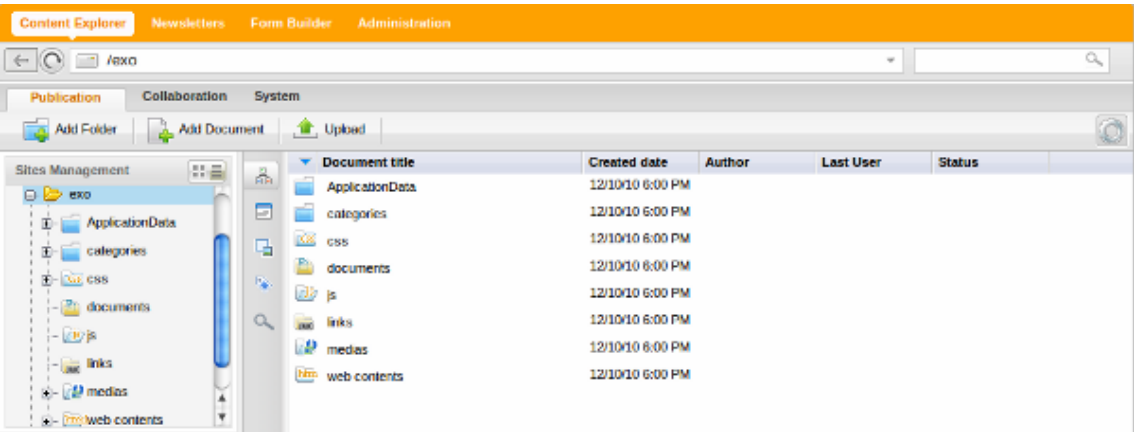 Content Explorer Newsletters Form Builder Administration
/exo
Publication Collaboration System
Add Folder Add Document Upload
Sites Management
exo
ApplicationData
categories
css
documents
js
links
medias
web contents
Document title Created date Author Last User Status
ApplicationData 12/10/10 6:00 PM
categories 12/10/10 6:00 PM
css 12/10/10 6:00 PM
documents 12/10/10 6:00 PM
js 12/10/10 6:00 PM
links 12/10/10 6:00 PM
medias 12/10/10 6:00 PM
web contents 12/10/10 6:00 PM